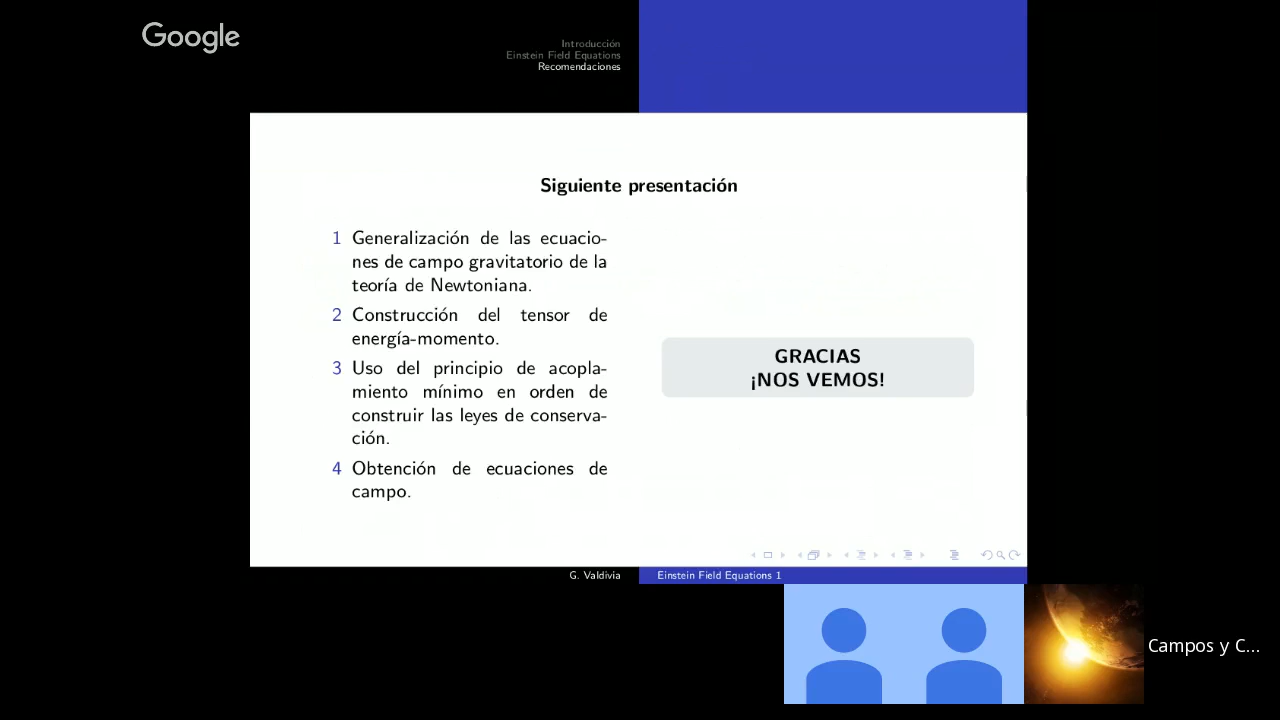 Google
Introducción
Einstein Field Equations
Recomendaciones
Siguiente presentación
1 Generalización de las ecuacio-
nes de campo gravitatorio de la
teoría de Newtoniana.
2 Construcción del tensor de
energía-momento.
3 Uso del principio de acopla-
miento mínimo en orden de
construir las leyes de conserva-
ción.
4 Obtención de ecuaciones de
campo.
GRACIAS
¡NOS VEMOS!
G. Valdivia
Einstein Field Equations 1
Campos y C...